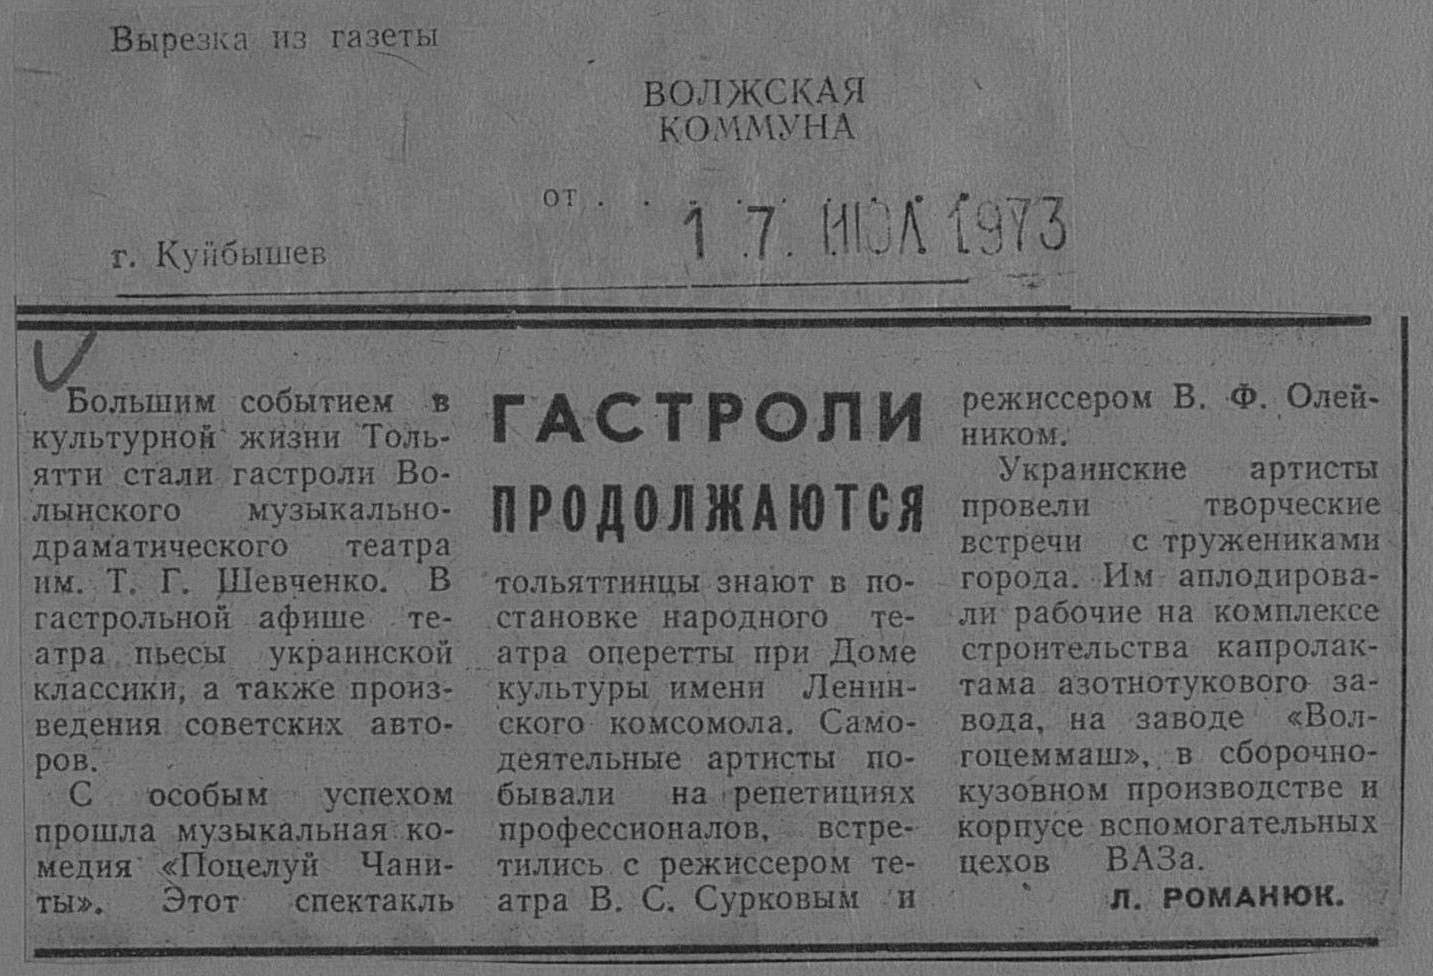 Вырезка из газеты
ВОЛЖСКАЯ
КОММУНА
от . . . . . .
17. ИЮЛ 1973
г. Куйбышев
ГАСТРОЛИ
ПРОДОЛЖАЮТСЯ
Большим событием в
культурной жизни Толь-
ятти стали гастроли Во-
лынского музыкально-
драматического театра
им. Т. Г. Шевченко. В
гастрольной афише те-
атра пьесы украинской
классики, а также произ-
ведения советских авто-
ров.
С особым успехом
прошла музыкальная ко-
медия «Поцелуй Чани-
ты». Этот спектакль
тольяттинцы знают в по-
становке народного те-
атра оперетты при Доме
культуры имени Ленин-
ского комсомола. Само-
деятельные артисты по-
бывали на репетициях
профессионалов, встре-
тились с режиссером те-
атра В. С. Сурковым и
режиссером В. Ф. Олей-
ником.
Украинские артисты
провели творческие
встречи с тружениками
города. Им аплодирова-
ли рабочие на комплексе
строительства капролак-
тама азотнотукового за-
вода, на заводе «Вол-
гоцеммаш», в сборочно-
кузовном производстве и
корпусе вспомогательных
цехов ВАЗа.
Л. РОМАНЮК.